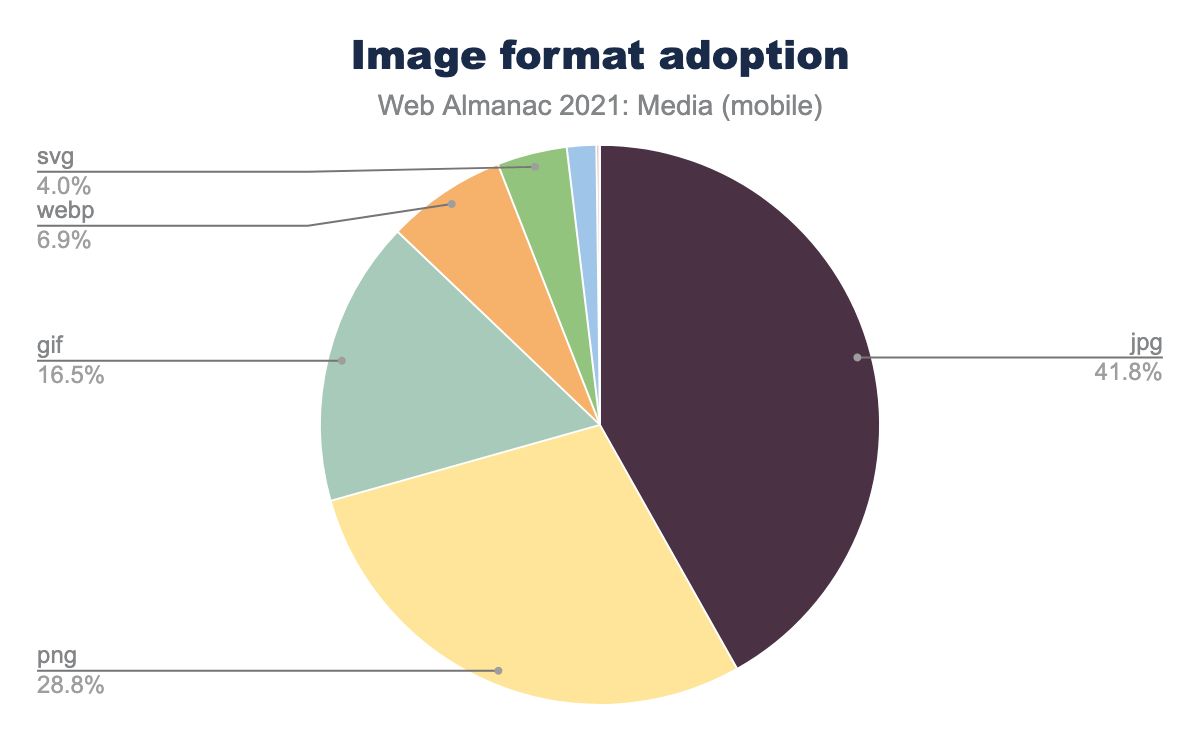 Image format adoption
Web Almanac 2021: Media (mobile)
svg
4.0%
webp
6.9%
gif
16.5%
jpg
41.8%
png
28.8%